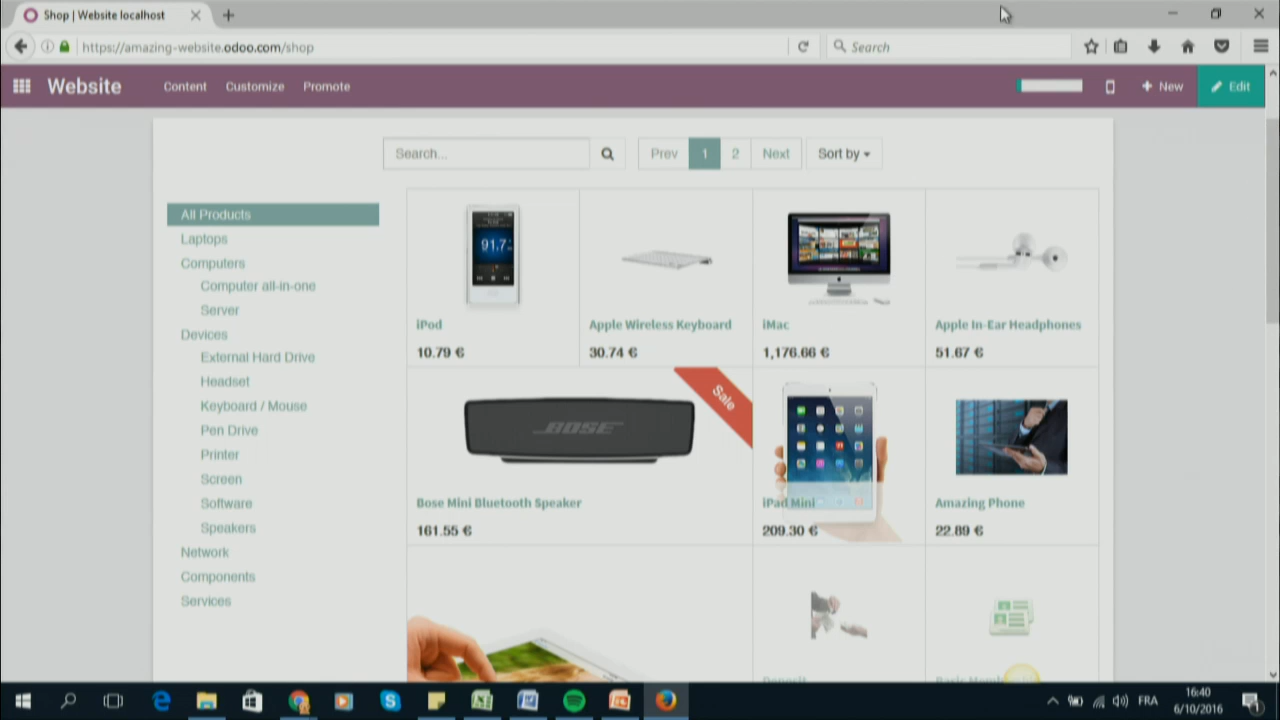 Shop | Website localhost
https://amazing-website.odoo.com/shop
Search
Website
Content
Customize
Promote
New
Edit
Search...
Prev
1
2
Next
Sort by
All Products
Laptops
Computers
Computer all-in-one
Server
Devices
External Hard Drive
Headset
Keyboard / Mouse
Pen Drive
Printer
Screen
Software
Speakers
Network
Components
Services
91.7
iPod
10.79 €
Apple Wireless Keyboard
30.74 €
iMac
1,176.66 €
Apple In-Ear Headphones
51.67 €
BOSE
Sale
Bose Mini Bluetooth Speaker
161.55 €
iPad Mini
209.30 €
Amazing Phone
22.89 €
FRA
16:40
6/10/2016
1